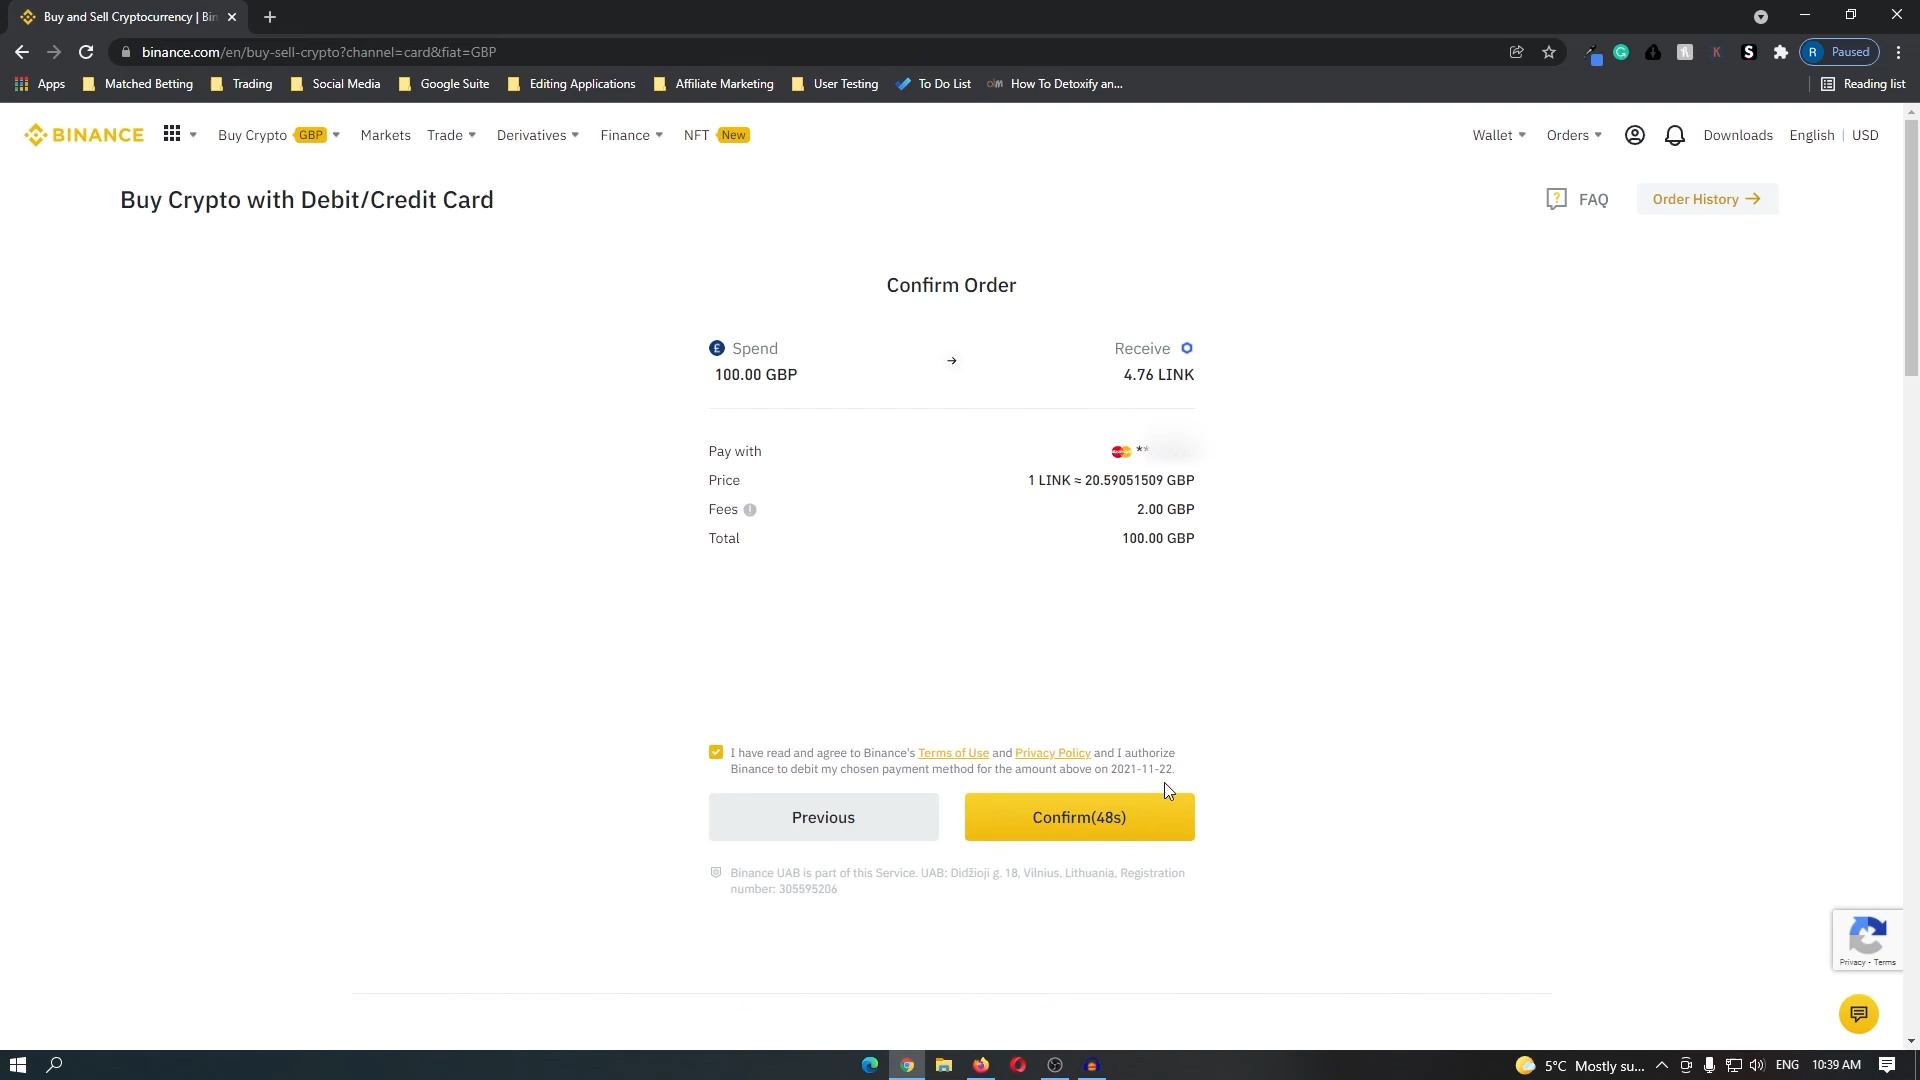 Buy and Sell Cryptocurrency | Bin
binance.com/en/buy-sell-crypto?channel=card&fiat=GBP
R Paused
Apps Matched Betting Trading Social Media Google Suite Editing Applications Affiliate Marketing User Testing To Do List olm How To Detoxify an... Reading list
BINANCE Buy Crypto GBP Markets Trade Derivatives Finance NFT New Wallet Orders Downloads English | USD
Buy Crypto with Debit/Credit Card
FAQ Order History →
Confirm Order
£ Spend → Receive
100.00 GBP 4.76 LINK
Pay with **
Price 1 LINK ≈ 20.59051509 GBP
Fees 2.00 GBP
Total 100.00 GBP
I have read and agree to Binance's Terms of Use and Privacy Policy and I authorize
Binance to debit my chosen payment method for the amount above on 2021-11-22.
Previous Confirm(48s)
Binance UAB is part of this Service. UAB: Didžioji g. 18, Vilnius, Lithuania, Registration
number: 305595206
Privacy - Terms
5°C Mostly su... ENG 10:39 AM